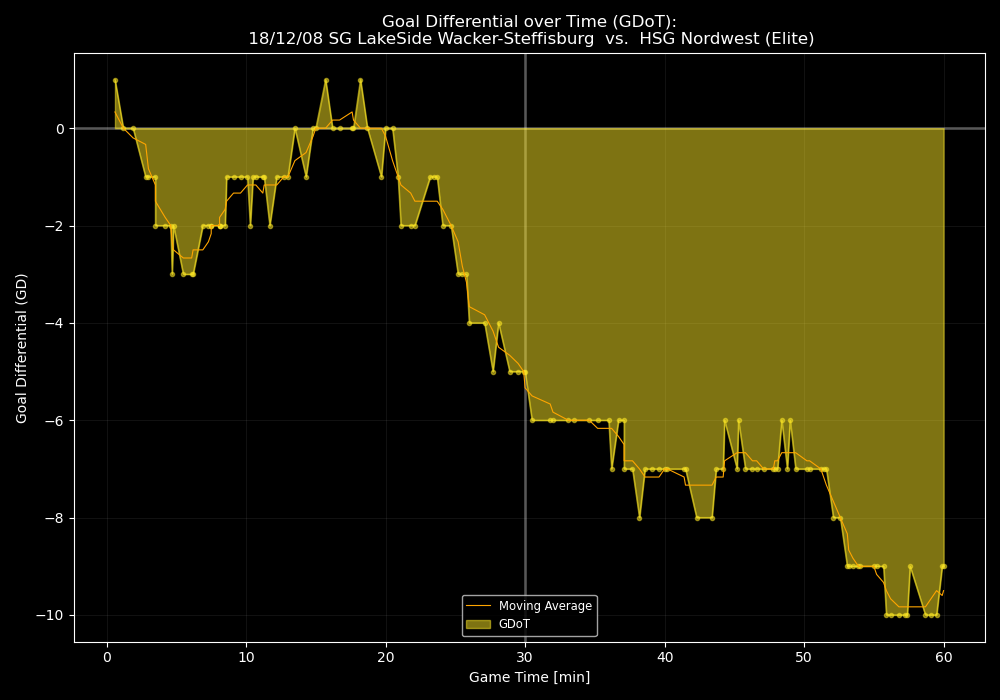 Goal Differential over Time (GDoT):
18/12/08 SG LakeSide Wacker-Steffisburg  vs.  HSG Nordwest (Elite)
Goal Differential (GD)
0
−2
−4
−6
−8
−10
Moving Average
GDoT
0 10 20 30 40 50 60
Game Time [min]